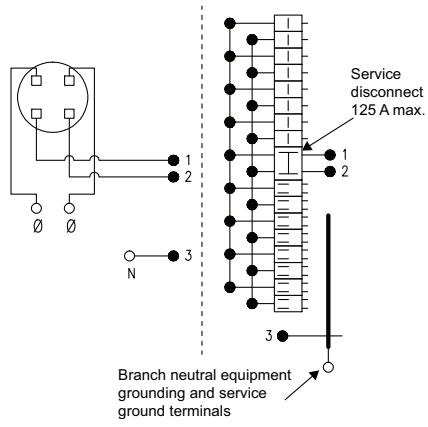 Service
disconnect
125 A max.
1
2
1
2
Ø Ø
3
N
3
Branch neutral equipment
grounding and service
ground terminals